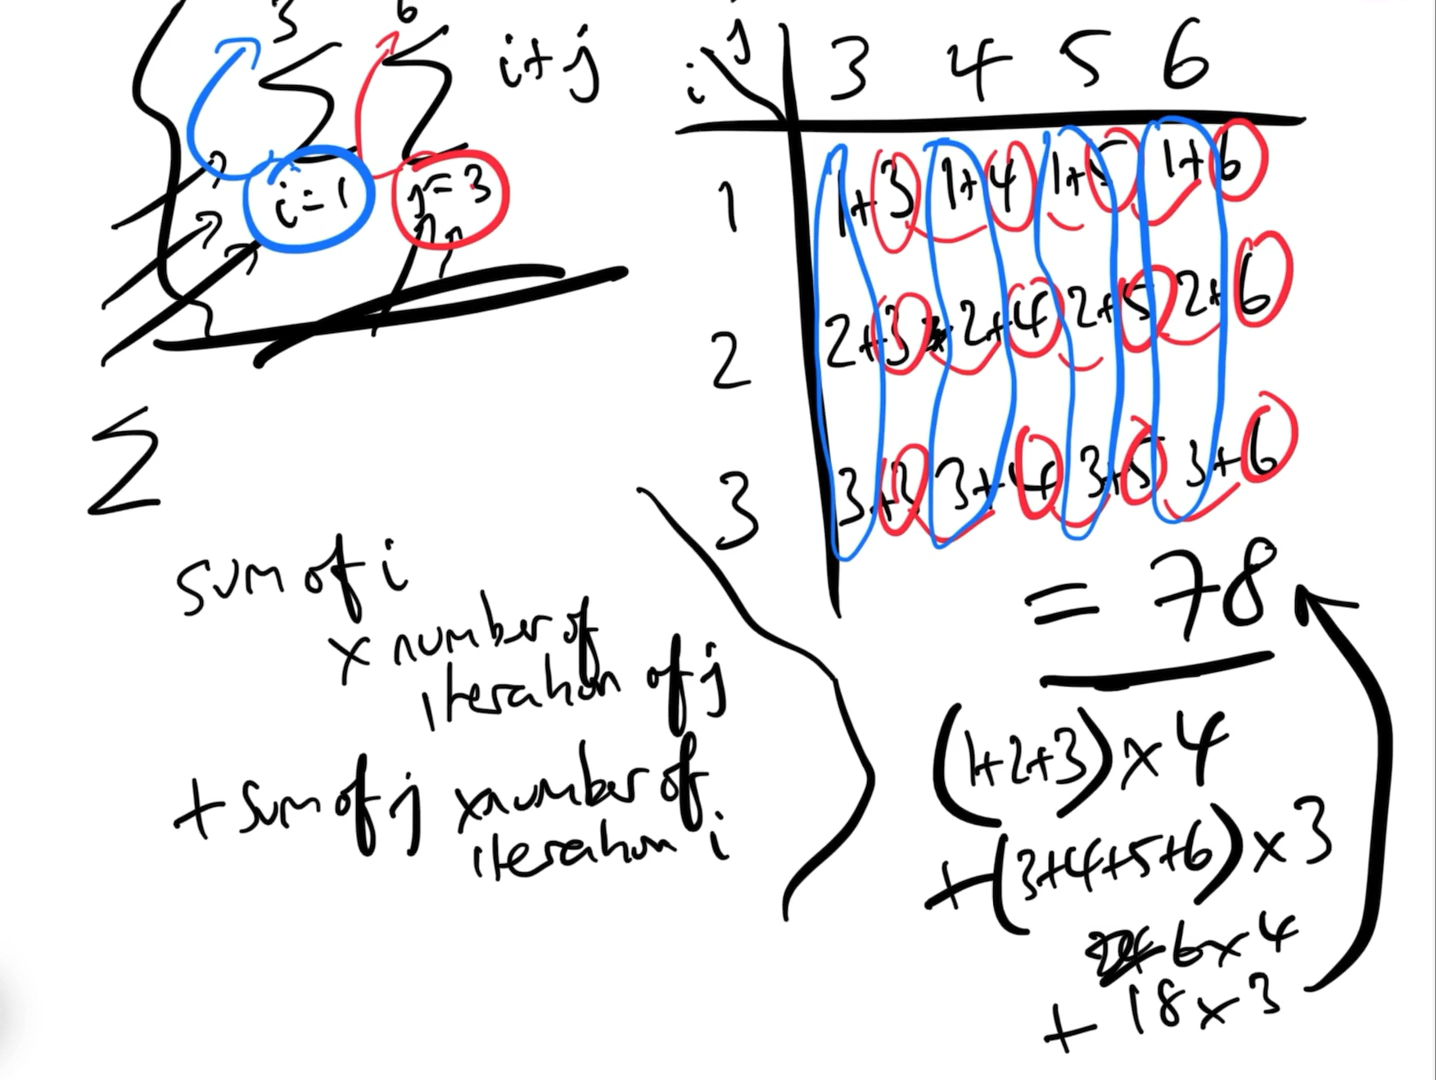 3 6
Σ Σ i+j
i=1 j=3
j
i 3 4 5 6
1 1+3 1+4 1+5 1+6
2 2+3 2+4 2+5 2+6
3 3+3 3+4 3+5 3+6
= 78
Σ
sum of i
x number of
iteration of j
+ sum of j x number of
iteration i
(1+2+3) x 4
+ (3+4+5+6) x 3
6 x 4
+ 18 x 3